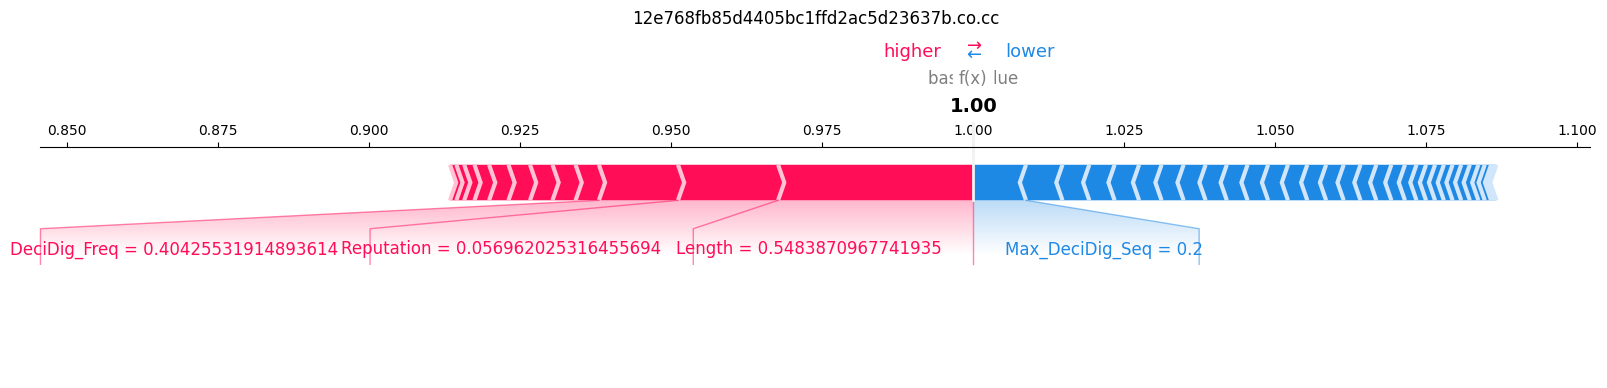 12e768fb85d4405bc1ffd2ac5d23637b.co.cc
higher → ← lower
bas f(x) lue
1.00
0.850 0.875 0.900 0.925 0.950 0.975 1.000 1.025 1.050 1.075 1.100
DeciDig_Freq = 0.40425531914893614 Reputation = 0.056962025316455694 Length = 0.5483870967741935 Max_DeciDig_Seq = 0.2